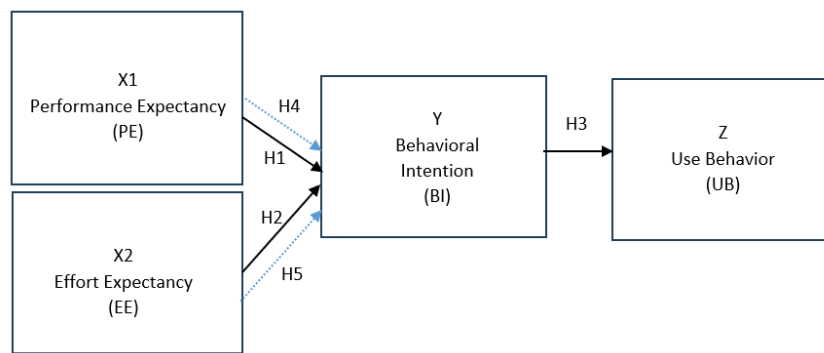 X1
Performance Expectancy
(PE)
H4
H1
Y
Behavioral
Intention
(BI)
H3
Z
Use Behavior
(UB)
X2
Effort Expectancy
(EE)
H2
H5